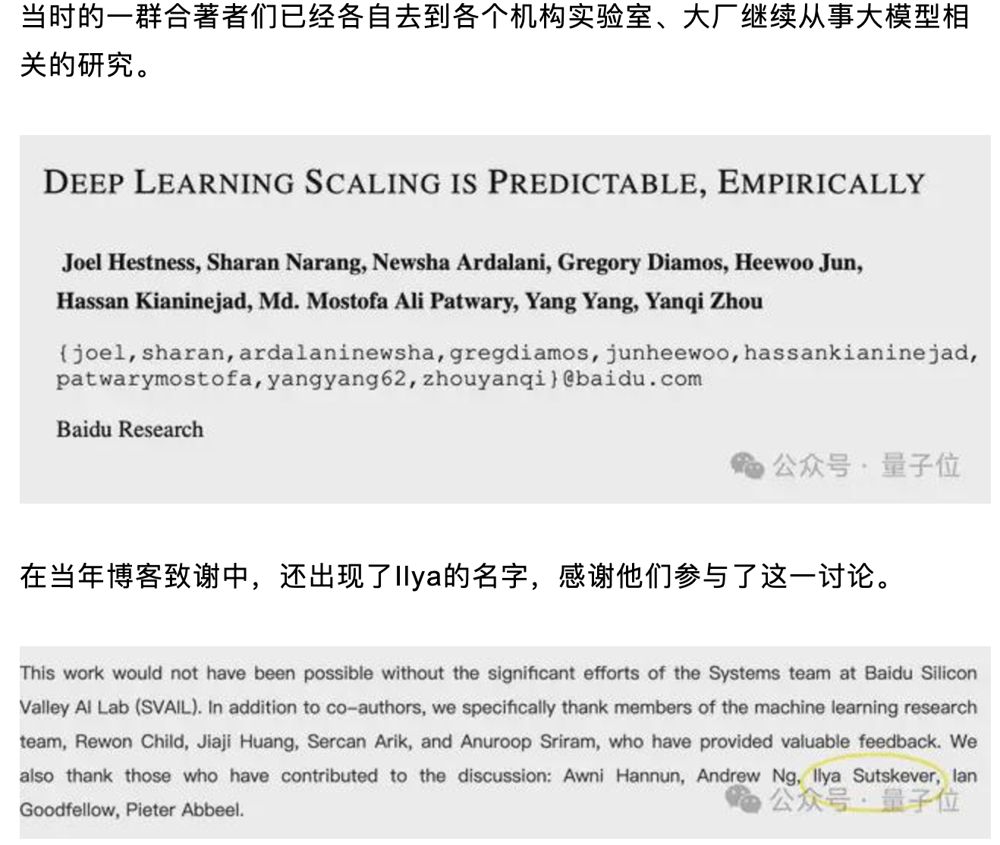 当时的一群合著者们已经各自去到各个机构实验室、大厂继续从事大模型相
关的研究。
DEEP LEARNING SCALING IS PREDICTABLE, EMPIRICALLY
Joel Hestness, Sharan Narang, Newsha Ardalani, Gregory Diamos, Heewoo Jun,
Hassan Kianinejad, Md. Mostofa Ali Patwary, Yang Yang, Yanqi Zhou
{joel,sharan,ardalaninewsha,gregdiamos,junheewoo,hassankianinejad,
patwarymostofa,yangyang62,zhouyanqi}@baidu.com
Baidu Research
公众号 · 量子位
在当年博客致谢中，还出现了Ilya的名字，感谢他们参与了这一讨论。
This work would not have been possible without the significant efforts of the Systems team at Baidu Silicon
Valley AI Lab (SVAIL). In addition to co–authors, we specifically thank members of the machine learning research
team, Rewon Child, Jiaji Huang, Sercan Arik, and Anuroop Sriram, who have provided valuable feedback. We
also thank those who have contributed to the discussion: Awni Hannun, Andrew Ng, Ilya Sutskever, Ian
Goodfellow, Pieter Abbeel.
公众号 · 量子位